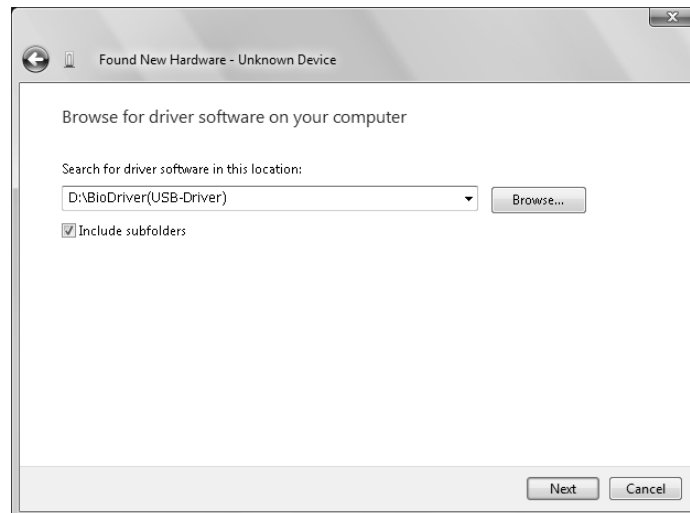 Found New Hardware - Unknown Device
Browse for driver software on your computer
Search for driver software in this location:
D:\BioDriver(USB-Driver)
Browse...
Include subfolders
Next
Cancel